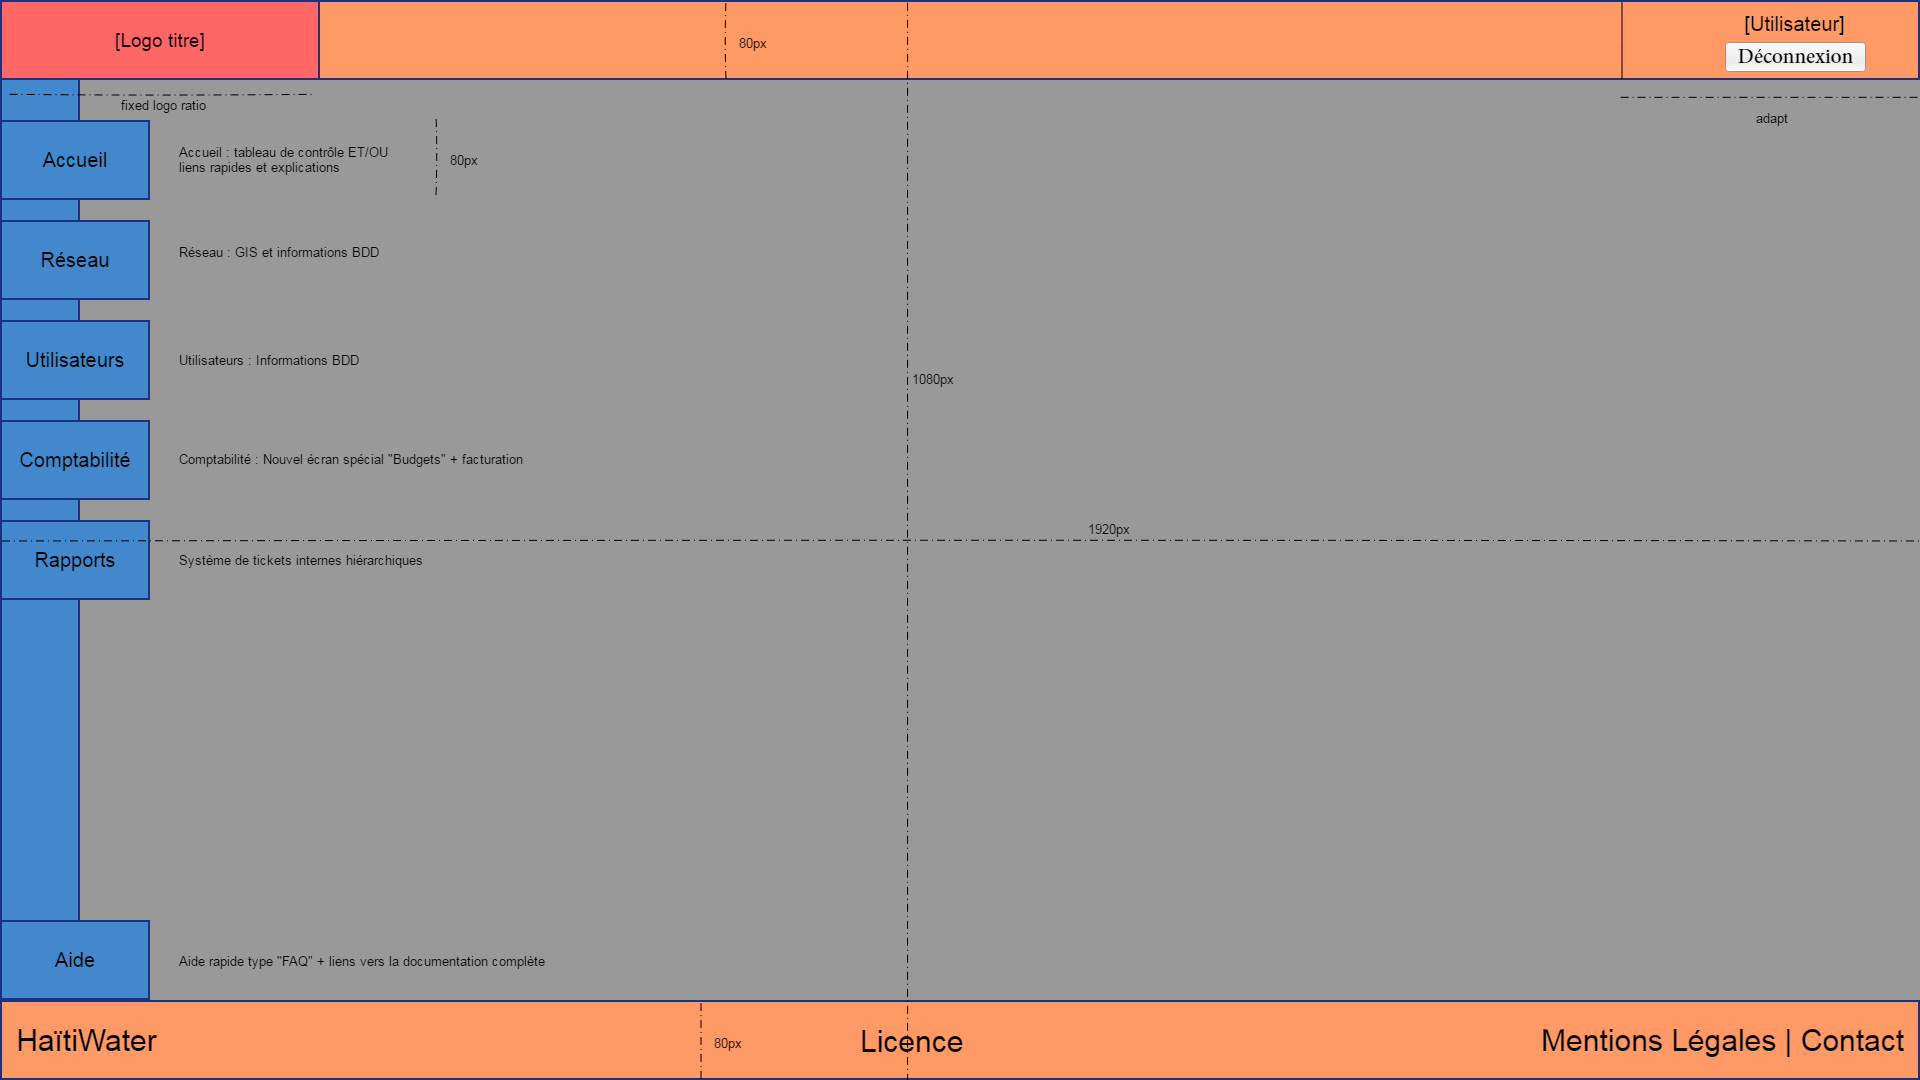 [Logo titre]
80px
[Utilisateur]
Déconnexion
fixed logo ratio
adapt
Accueil
Accueil : tableau de contrôle ET/OU
liens rapides et explications
80px
Réseau
Réseau : GIS et informations BDD
Utilisateurs
Utilisateurs : Informations BDD
1080px
Comptabilité
Comptabilité : Nouvel écran spécial "Budgets" + facturation
1920px
Rapports
Système de tickets internes hiérarchiques
Aide
Aide rapide type "FAQ" + liens vers la documentation complète
HaïtiWater
80px
Licence
Mentions Légales | Contact